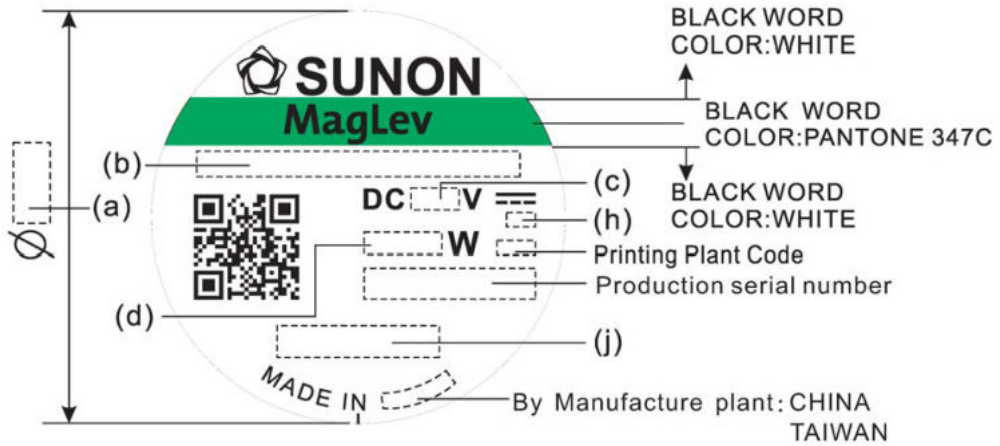 BLACK WORD
COLOR:WHITE
SUNON
MagLev
BLACK WORD
COLOR:PANTONE 347C
(b)
(c)
DC V
BLACK WORD
COLOR:WHITE
(a)
(h)
Ø
W
Printing Plant Code
Production serial number
(d)
(j)
MADE IN
By Manufacture plant: CHINA
TAIWAN